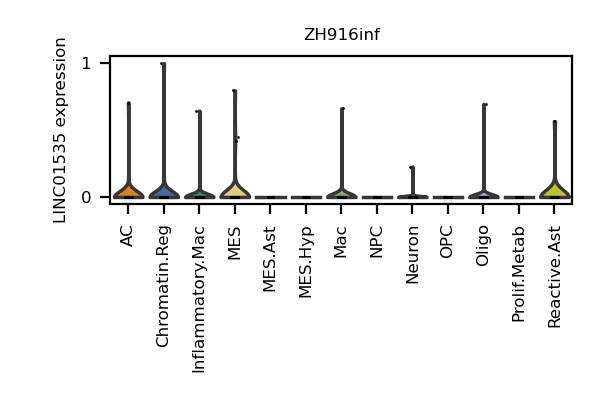 ZH916inf
LINC01535 expression
1
0
AC
Chromatin.Reg
Inflammatory.Mac
MES
MES.Ast
MES.Hyp
Mac
NPC
Neuron
OPC
Oligo
Prolif.Metab
Reactive.Ast